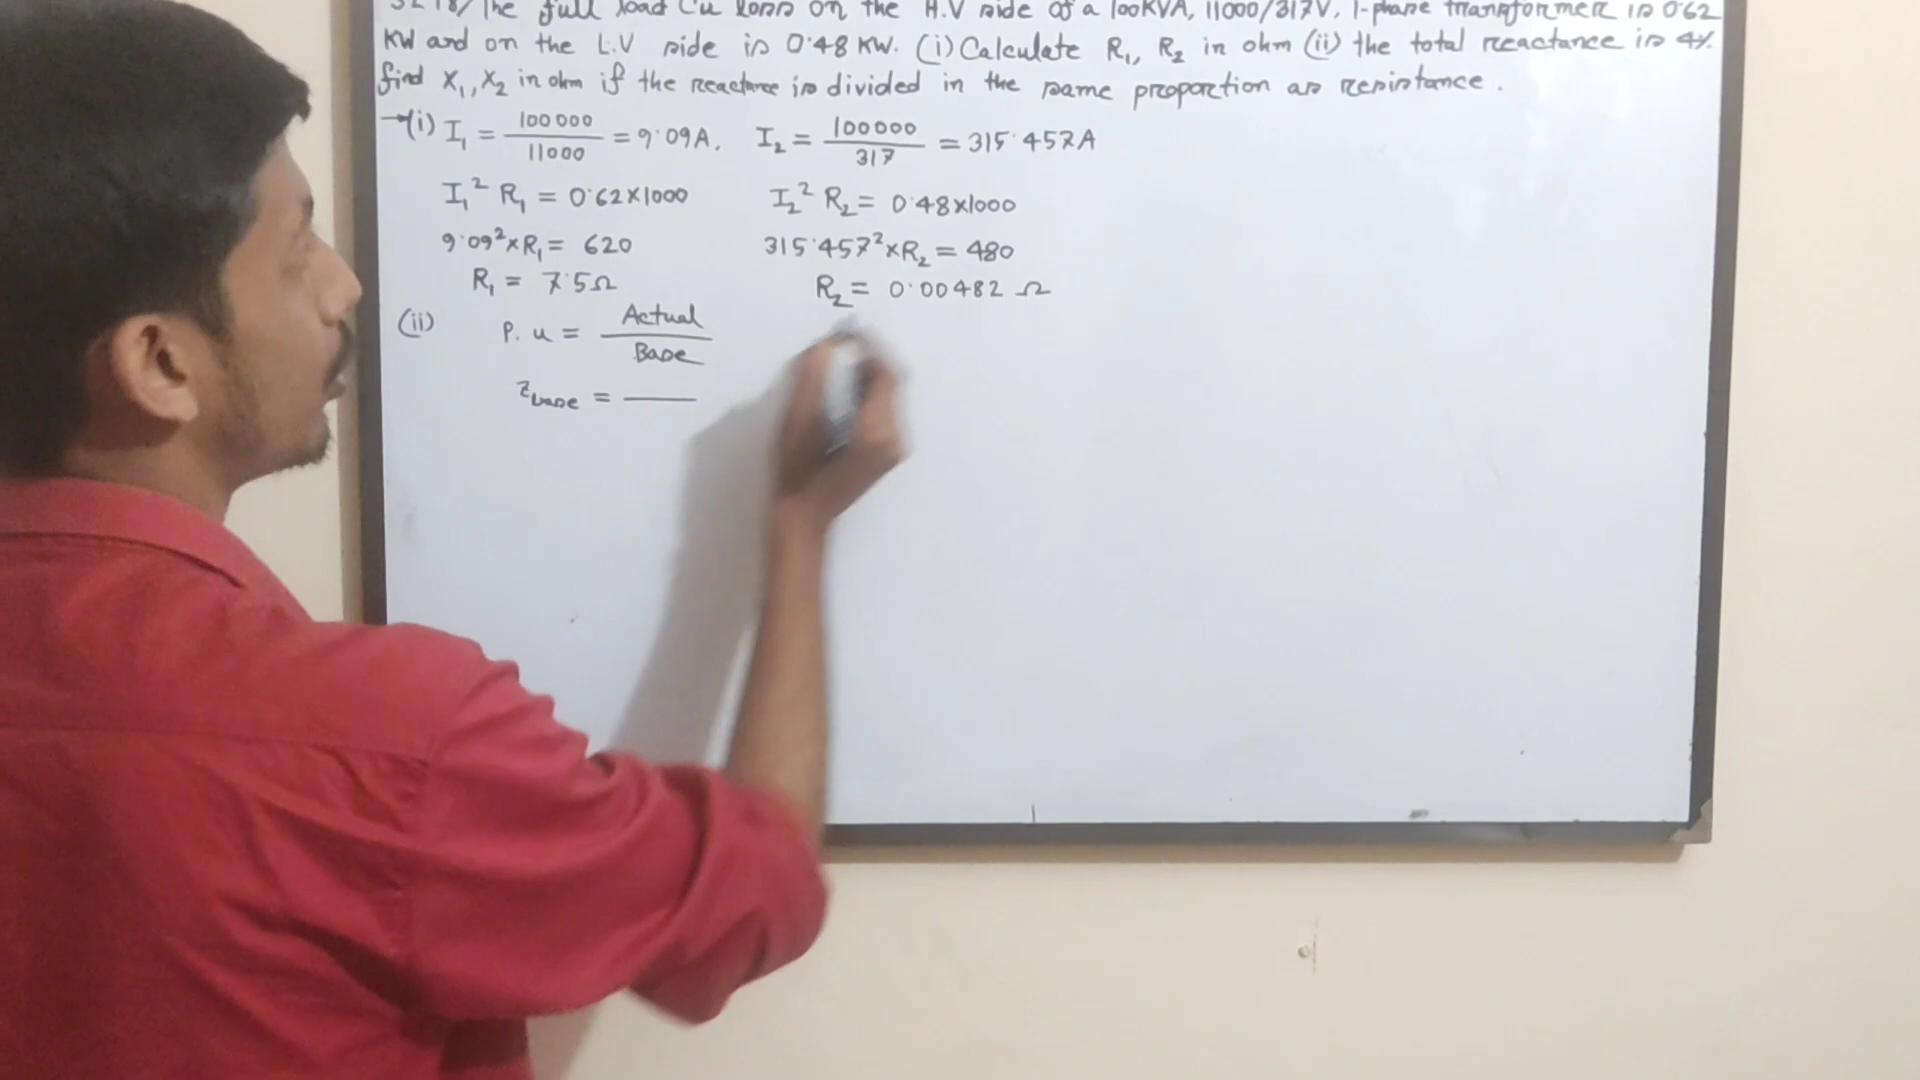 32.18/ The full load Cu loss on the H.V side of a 100KVA, 11000/317V, 1-phase transformer is 0.62
KW and on the L.V side is 0.48 KW. (i) Calculate R₁, R₂ in ohm (ii) the total reactance is 4%
find X₁, X₂ in ohm if the reactance is divided in the same proportion as resistance.
→(i) I₁ = 100000/11000 = 9.09A, I₂ = 100000/317 = 315.457A
I₁² R₁ = 0.62×1000 I₂² R₂ = 0.48×1000
9.09²×R₁ = 620 315.457²×R₂ = 480
R₁ = 7.5Ω R₂ = 0.00482 Ω
(ii) P.u = Actual/Base
Zbase =